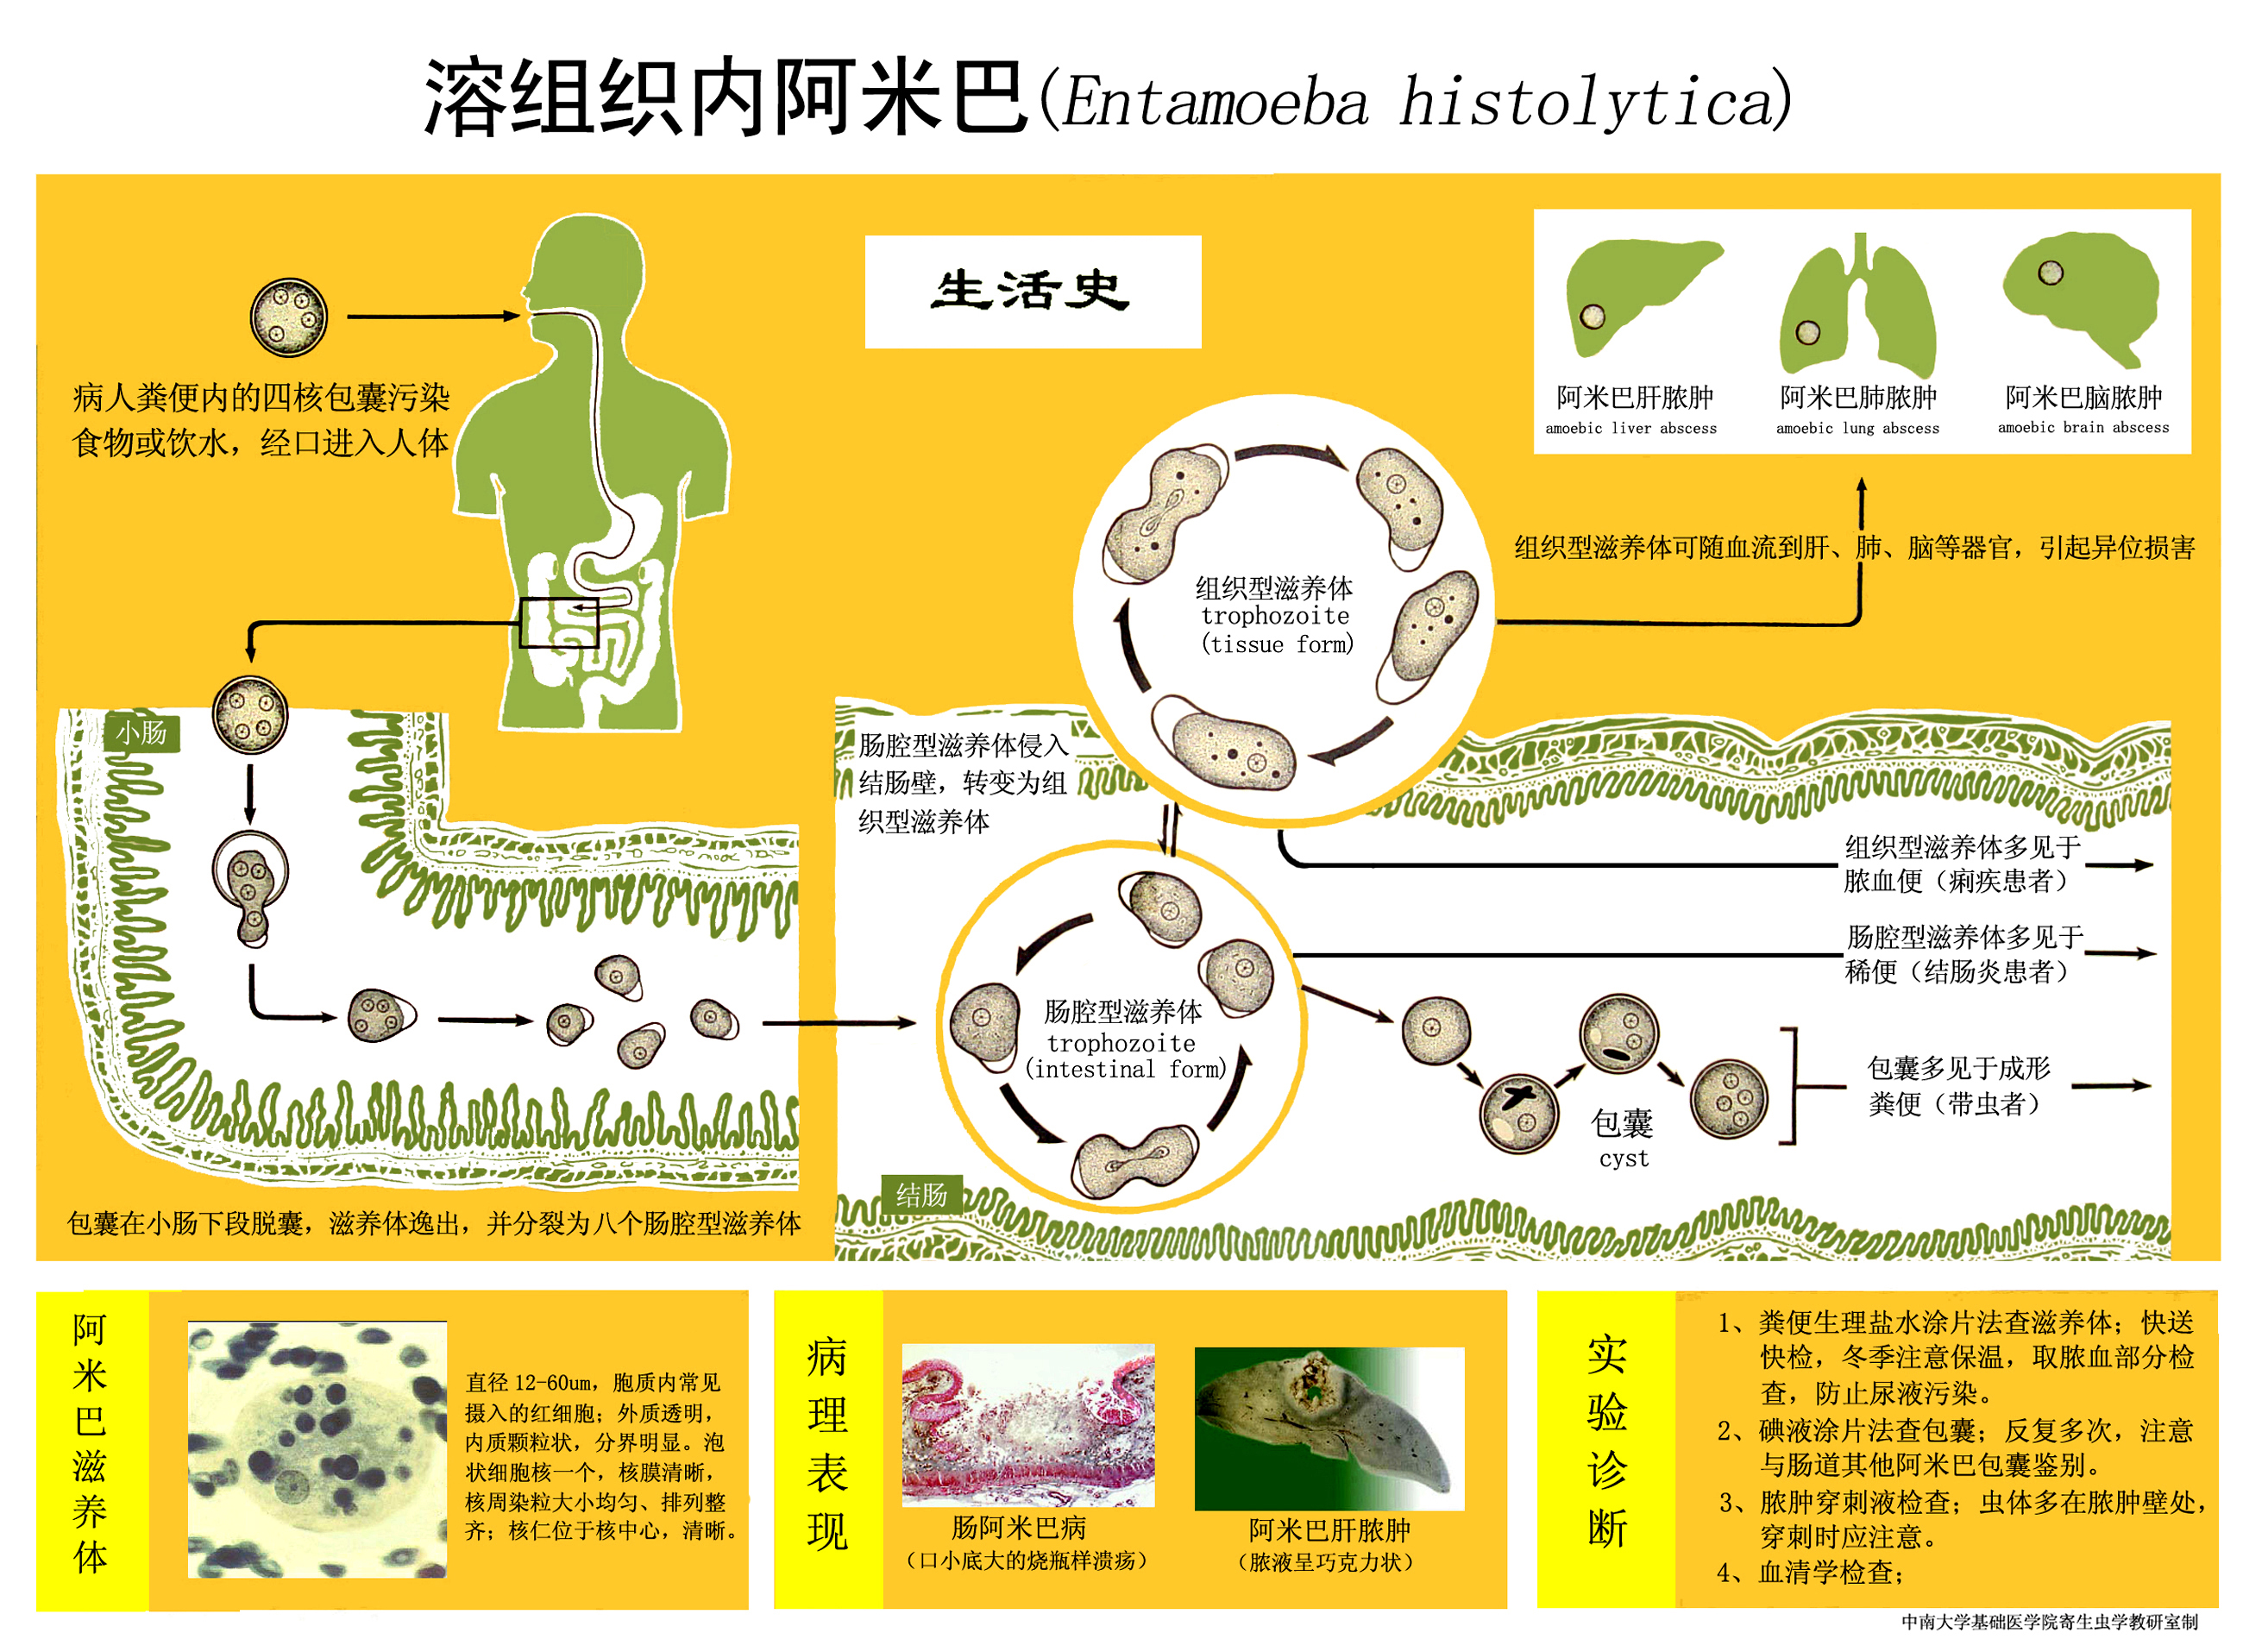 溶组织内阿米巴(Entamoeba histolytica)
生活史
病人粪便内的四核包囊污染
食物或饮水，经口进入人体
阿米巴肝脓肿
amoebic liver abscess
阿米巴肺脓肿
amoebic lung abscess
阿米巴脑脓肿
amoebic brain abscess
组织型滋养体可随血流到肝、肺、脑等器官，引起异位损害
组织型滋养体
trophozoite
(tissue form)
小肠
肠腔型滋养体侵入
结肠壁，转变为组
织型滋养体
组织型滋养体多见于
脓血便（痢疾患者）
肠腔型滋养体多见于
稀便（结肠炎患者）
肠腔型滋养体
trophozoite
(intestinal form)
包囊
cyst
包囊多见于成形
粪便（带虫者）
结肠
包囊在小肠下段脱囊，滋养体逸出，并分裂为八个肠腔型滋养体
阿米巴滋养体
直径12-60um，胞质内常见
摄入的红细胞；外质透明，
内质颗粒状，分界明显。泡
状细胞核一个，核膜清晰，
核周染粒大小均匀、排列整
齐；核仁位于核中心，清晰。
病理表现
肠阿米巴病
（口小底大的烧瓶样溃疡）
阿米巴肝脓肿
（脓液呈巧克力状）
实验诊断
1、粪便生理盐水涂片法查滋养体；快送
快检，冬季注意保温，取脓血部分检
查，防止尿液污染。
2、碘液涂片法查包囊；反复多次，注意
与肠道其他阿米巴包囊鉴别。
3、脓肿穿刺液检查；虫体多在脓肿壁处，
穿刺时应注意。
4、血清学检查；
中南大学基础医学院寄生虫学教研室制